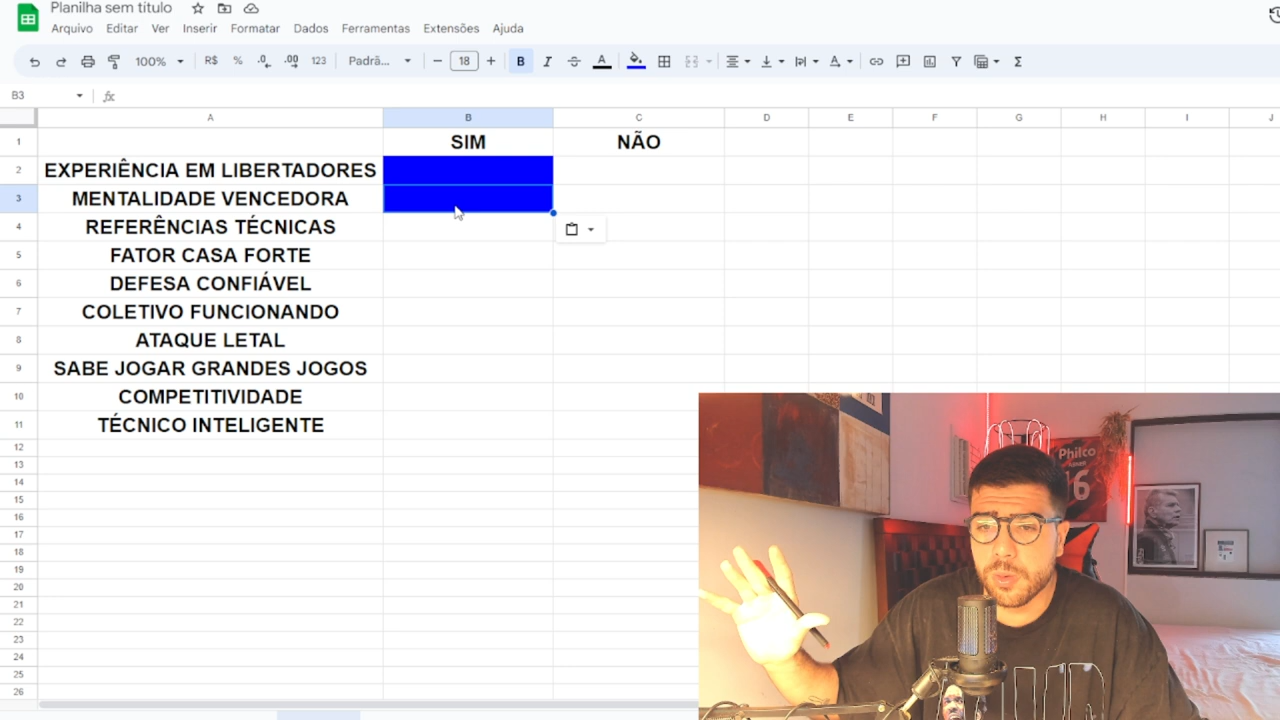 Planilha sem título
Arquivo Editar Ver Inserir Formatar Dados Ferramentas Extensões Ajuda
100% R$ % .0 .00 123 Padrã... − 18 + B I S A A Σ
B3 fx
A B C D E F G H I J
1 SIM NÃO
2 EXPERIÊNCIA EM LIBERTADORES
3 MENTALIDADE VENCEDORA
4 REFERÊNCIAS TÉCNICAS
5 FATOR CASA FORTE
6 DEFESA CONFIÁVEL
7 COLETIVO FUNCIONANDO
8 ATAQUE LETAL
9 SABE JOGAR GRANDES JOGOS
10 COMPETITIVIDADE
11 TÉCNICO INTELIGENTE
12
13
14
15
16
17
18
19
20
21
22
23
24
25
26
Philco
16